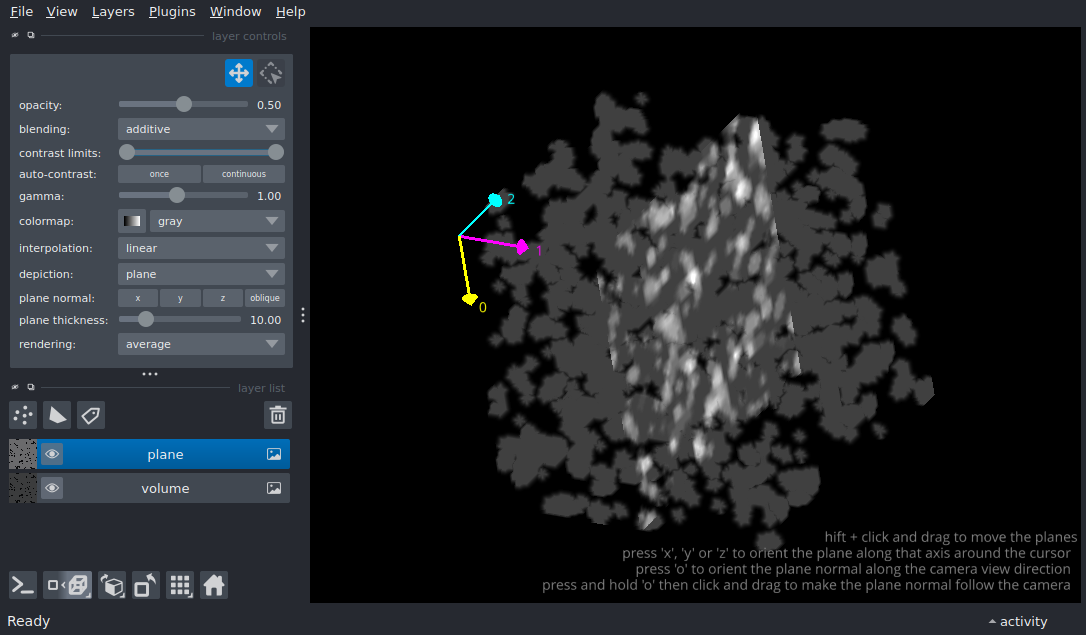 File View Layers Plugins Window Help
layer controls
opacity: 0.50
blending: additive
contrast limits:
auto-contrast: once continuous
gamma: 1.00
colormap: gray
interpolation: linear
depiction: plane
plane normal: x y z oblique
plane thickness: 10.00
rendering: average
layer list
plane
volume
2
1
0
hift + click and drag to move the planes
press 'x', 'y' or 'z' to orient the plane along that axis around the cursor
press 'o' to orient the plane normal along the camera view direction
press and hold 'o' then click and drag to make the plane normal follow the camera
Ready
activity